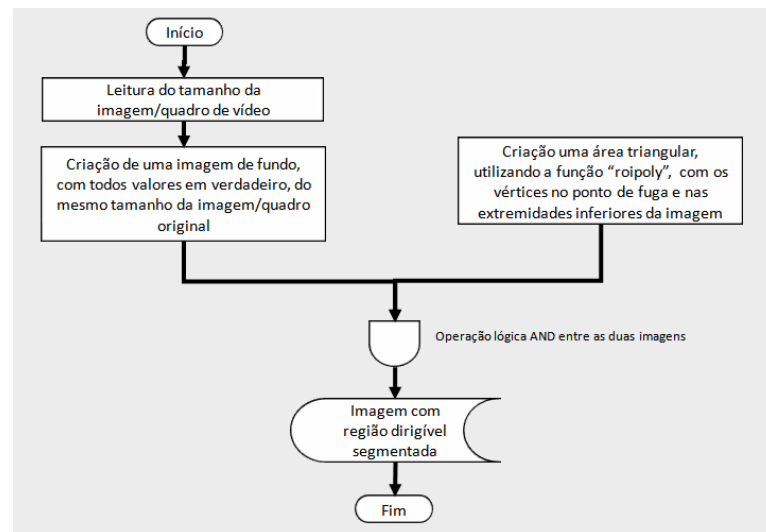 Início
Leitura do tamanho da
imagem/quadro de vídeo
Criação de uma imagem de fundo,
com todos valores em verdadeiro, do
mesmo tamanho da imagem/quadro
original
Criação uma área triangular,
utilizando a função “roipoly”, com os
vértices no ponto de fuga e nas
extremidades inferiores da imagem
Operação lógica AND entre as duas imagens
Imagem com
região dirigível
segmentada
Fim